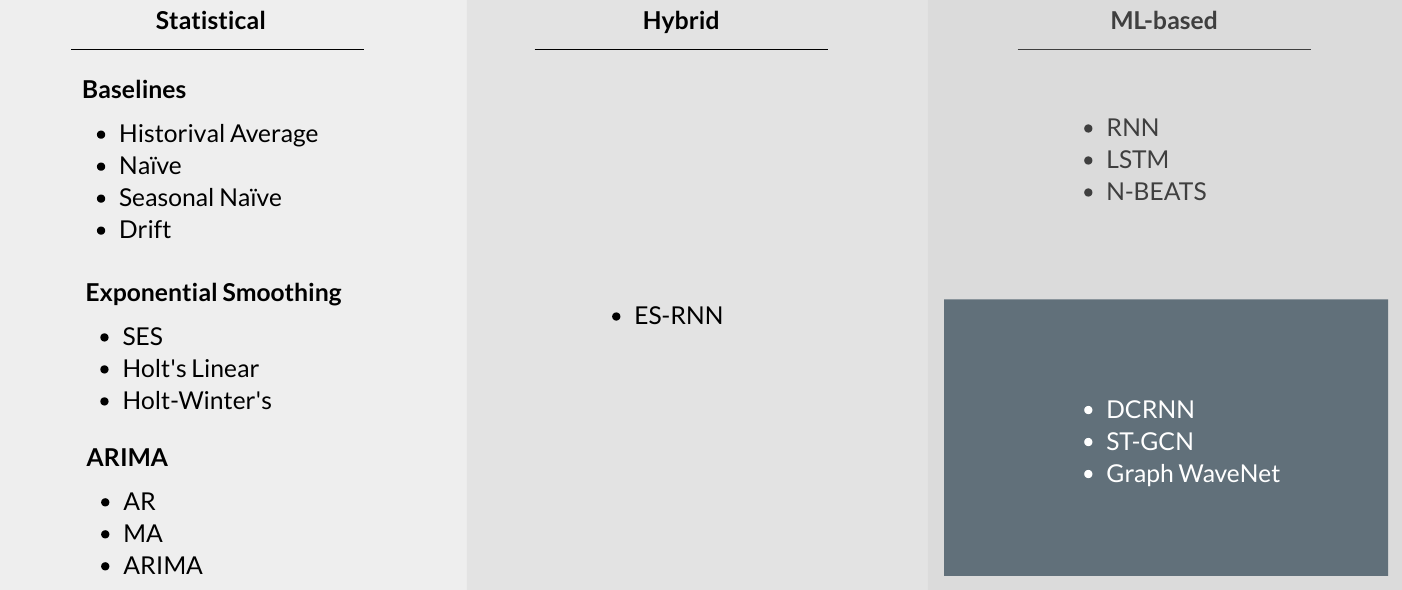 Statistical
Baselines
• Historival Average
• Naïve
• Seasonal Naïve
• Drift
Exponential Smoothing
• SES
• Holt's Linear
• Holt-Winter's
ARIMA
• AR
• MA
• ARIMA
Hybrid
• ES-RNN
ML-based
• RNN
• LSTM
• N-BEATS
• DCRNN
• ST-GCN
• Graph WaveNet